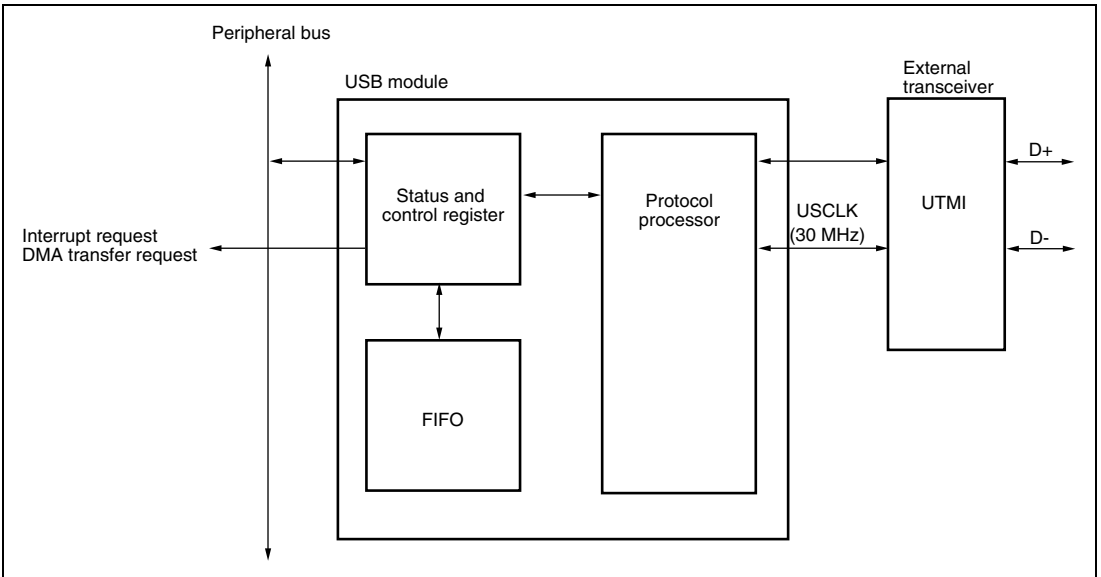 Peripheral bus
USB module
External
transceiver
Status and
control register
Protocol
processor
UTMI
D+
D-
USCLK
(30 MHz)
Interrupt request
DMA transfer request
FIFO